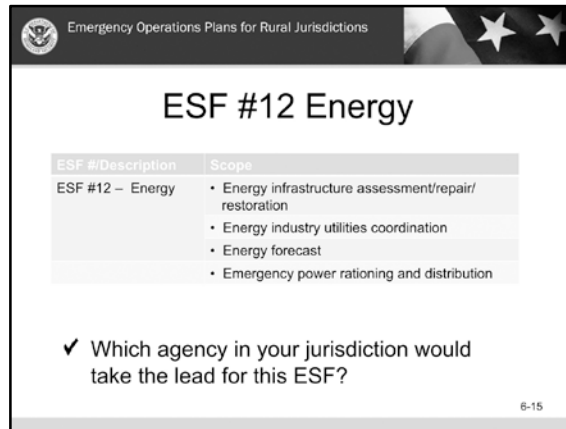 Emergency Operations Plans for Rural Jurisdictions
ESF #12 Energy
ESF #/Description Scope
ESF #12 – Energy • Energy infrastructure assessment/repair/
restoration
• Energy industry utilities coordination
• Energy forecast
• Emergency power rationing and distribution
✓ Which agency in your jurisdiction would
take the lead for this ESF?
6-15